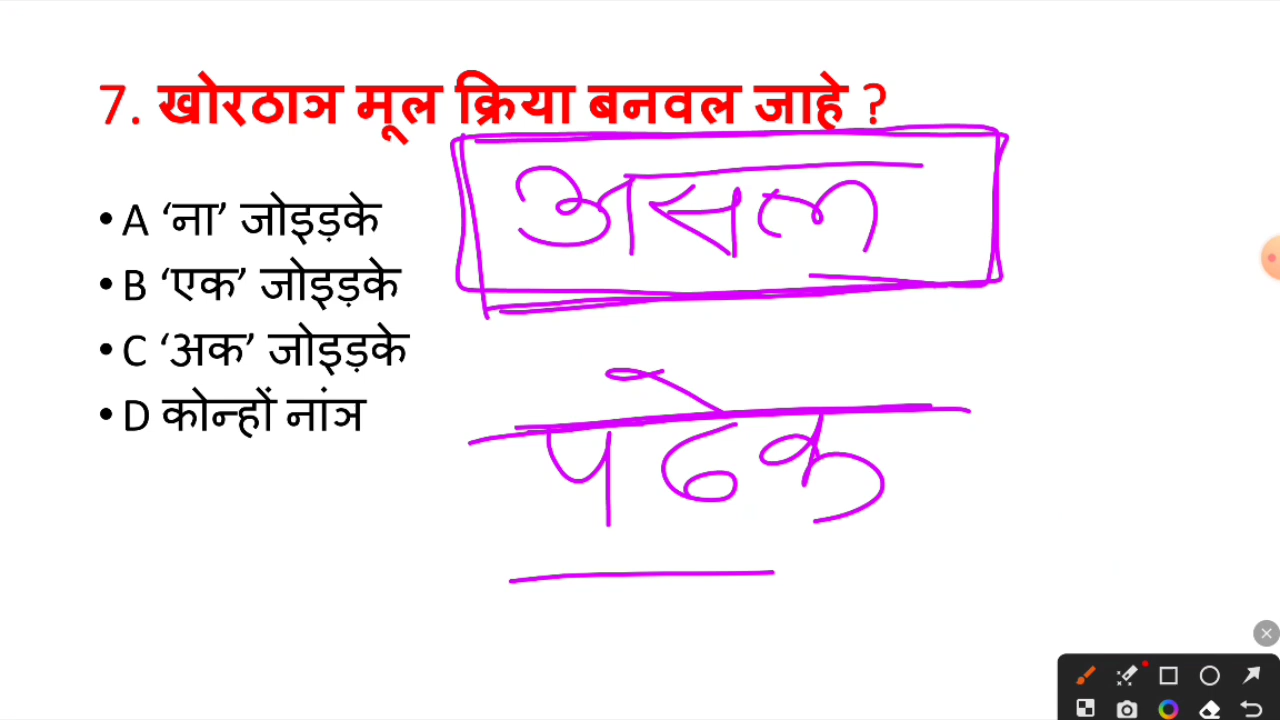 7. खोरठाञ मूल क्रिया बनवल जाहे ?
असल
• A ‘ना’ जोइड़के
• B ‘एक’ जोइड़के
• C ‘अक’ जोइड़के
• D कोन्हों नांञ
पढेक